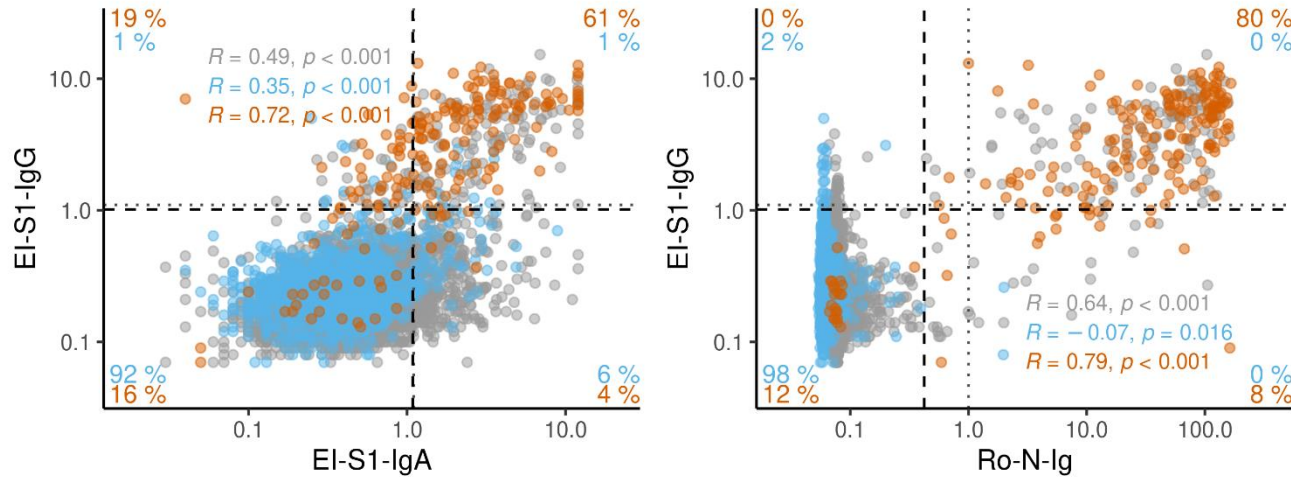 19 %
61 %
1 %
1 %
R = 0.49, p < 0.001
R = 0.35, p < 0.001
R = 0.72, p < 0.001
10.0
1.0
0.1
EI-S1-IgG
92 %
6 %
16 %
4 %
0.1
1.0
10.0
EI-S1-IgA
0 %
80 %
2 %
0 %
10.0
1.0
0.1
EI-S1-IgG
R = 0.64, p < 0.001
R = −0.07, p = 0.016
R = 0.79, p < 0.001
98 %
0 %
12 %
8 %
0.1
1.0
10.0
100.0
Ro-N-Ig